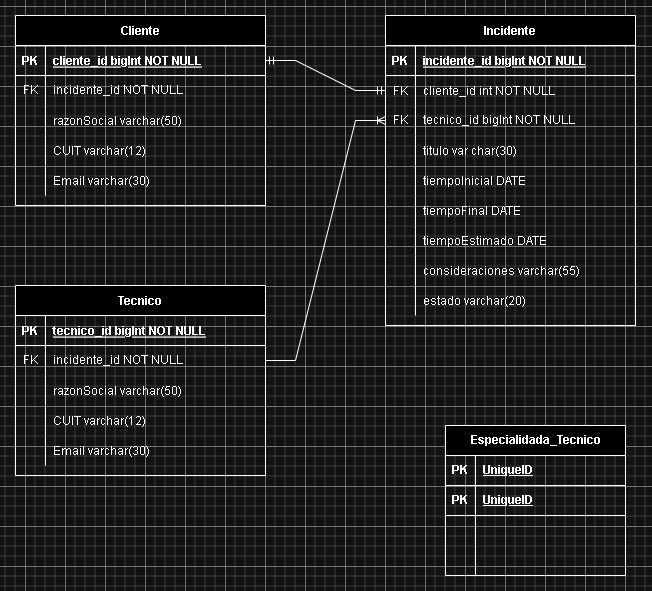 Cliente
PK cliente_id bigInt NOT NULL
FK incidente_id NOT NULL
razonSocial varchar(50)
CUIT varchar(12)
Email varchar(30)
Incidente
PK incidente_id bigInt NOT NULL
FK cliente_id int NOT NULL
FK tecnico_id bigInt NOT NULL
titulo var char(30)
tiempoInicial DATE
tiempoFinal DATE
tiempoEstimado DATE
consideraciones varchar(55)
estado varchar(20)
Tecnico
PK tecnico_id bigInt NOT NULL
FK incidente_id NOT NULL
razonSocial varchar(50)
CUIT varchar(12)
Email varchar(30)
Especialidada_Tecnico
PK UniqueID
PK UniqueID